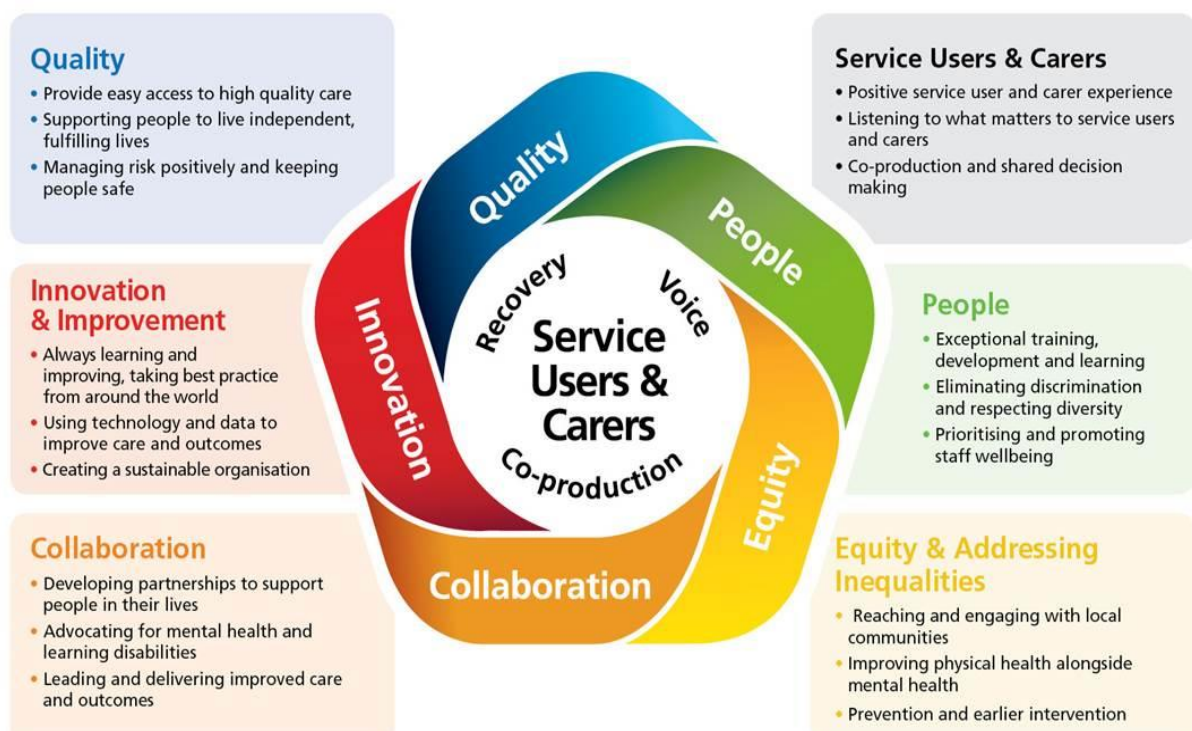 Quality
• Provide easy access to high quality care
• Supporting people to live independent,
fulfilling lives
• Managing risk positively and keeping
people safe
Innovation
& Improvement
• Always learning and
improving, taking best practice
from around the world
• Using technology and data to
improve care and outcomes
• Creating a sustainable organisation
Collaboration
• Developing partnerships to support
people in their lives
• Advocating for mental health and
learning disabilities
• Leading and delivering improved care
and outcomes
Quality
People
Innovation
Equity
Collaboration
Recovery
Voice
Service
Users &
Carers
Co-production
Service Users & Carers
• Positive service user and carer experience
• Listening to what matters to service users
and carers
• Co-production and shared decision
making
People
• Exceptional training,
development and learning
• Eliminating discrimination
and respecting diversity
• Prioritising and promoting
staff wellbeing
Equity & Addressing
Inequalities
• Reaching and engaging with local
communities
• Improving physical health alongside
mental health
• Prevention and earlier intervention